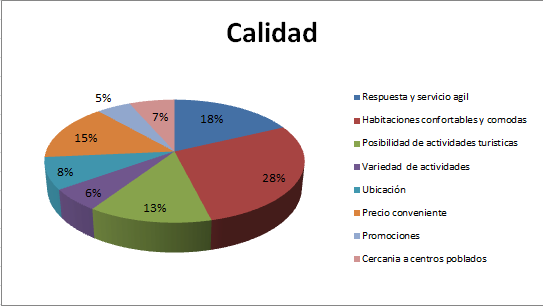 Calidad
5%
7%
18%
15%
28%
8%
6%
13%
Respuesta y servicio agil
Habitaciones confortables y comodas
Posibilidad de actividades turisticas
Variedad de actividades
Ubicación
Precio conveniente
Promociones
Cercania a centros poblados